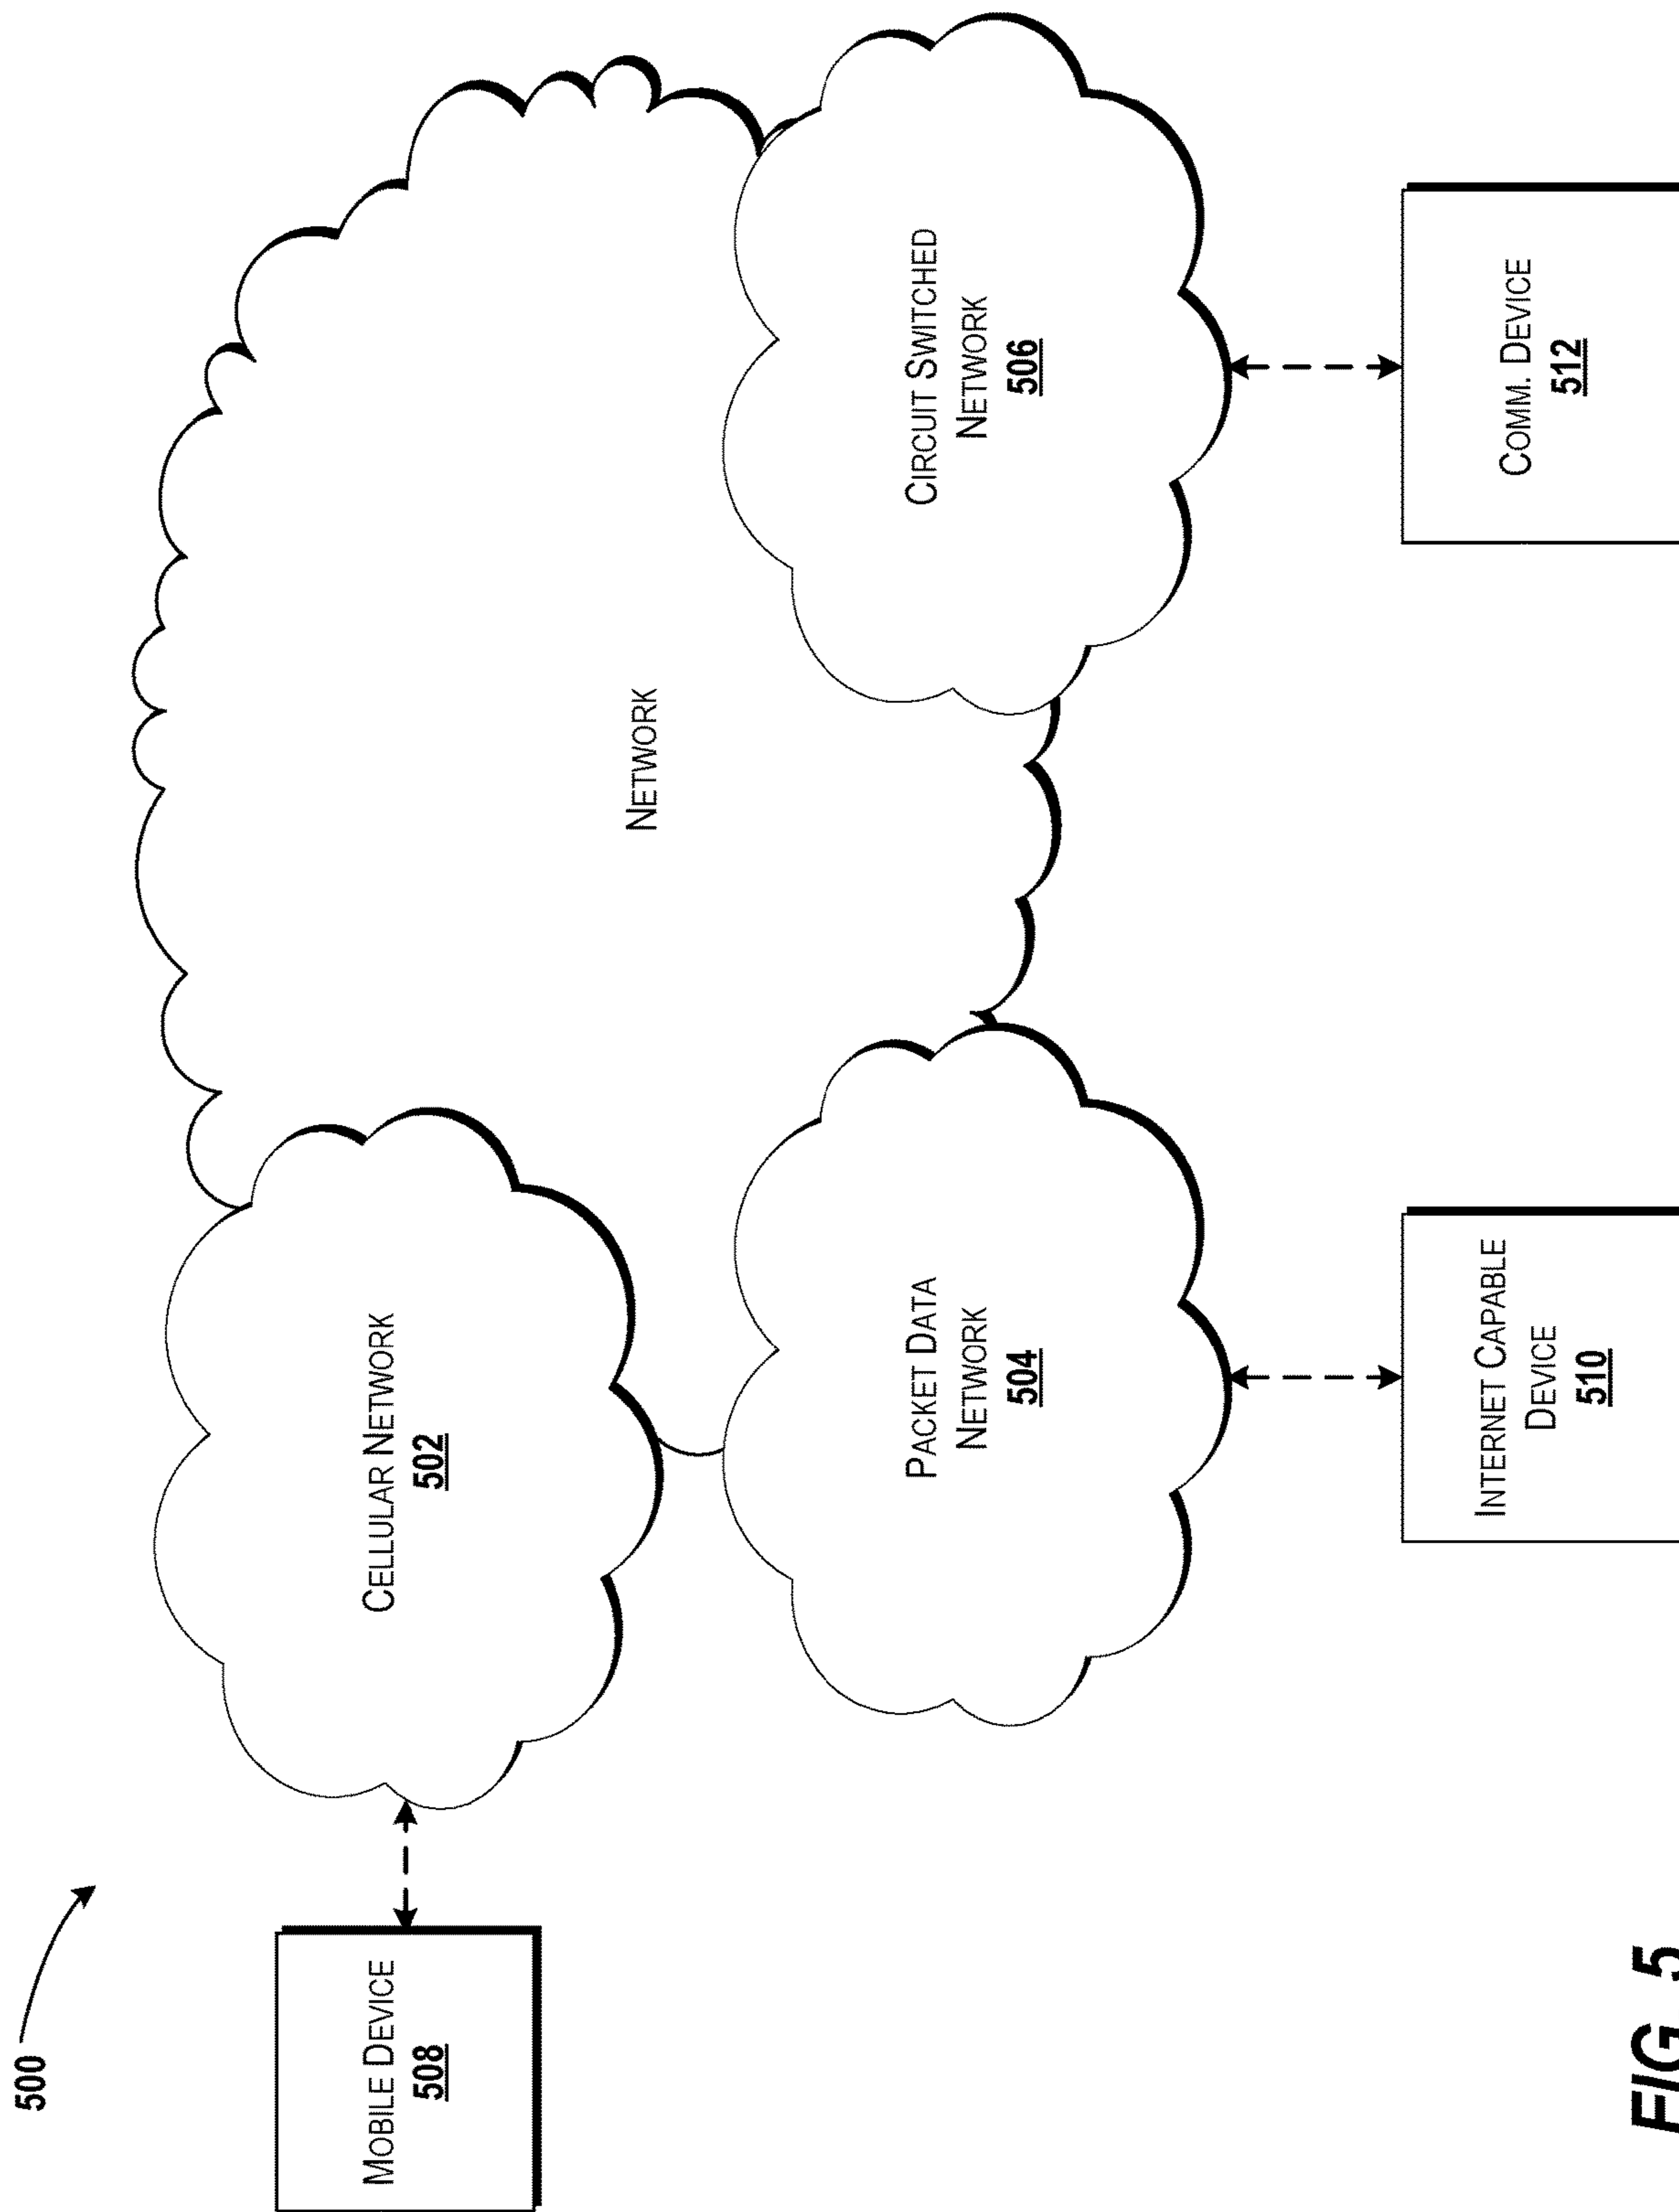 500
MOBILE DEVICE
508
CELLULAR NETWORK
502
NETWORK
PACKET DATA
NETWORK
504
CIRCUIT SWITCHED
NETWORK
506
INTERNET CAPABLE
DEVICE
510
COMM. DEVICE
512
FIG. 5